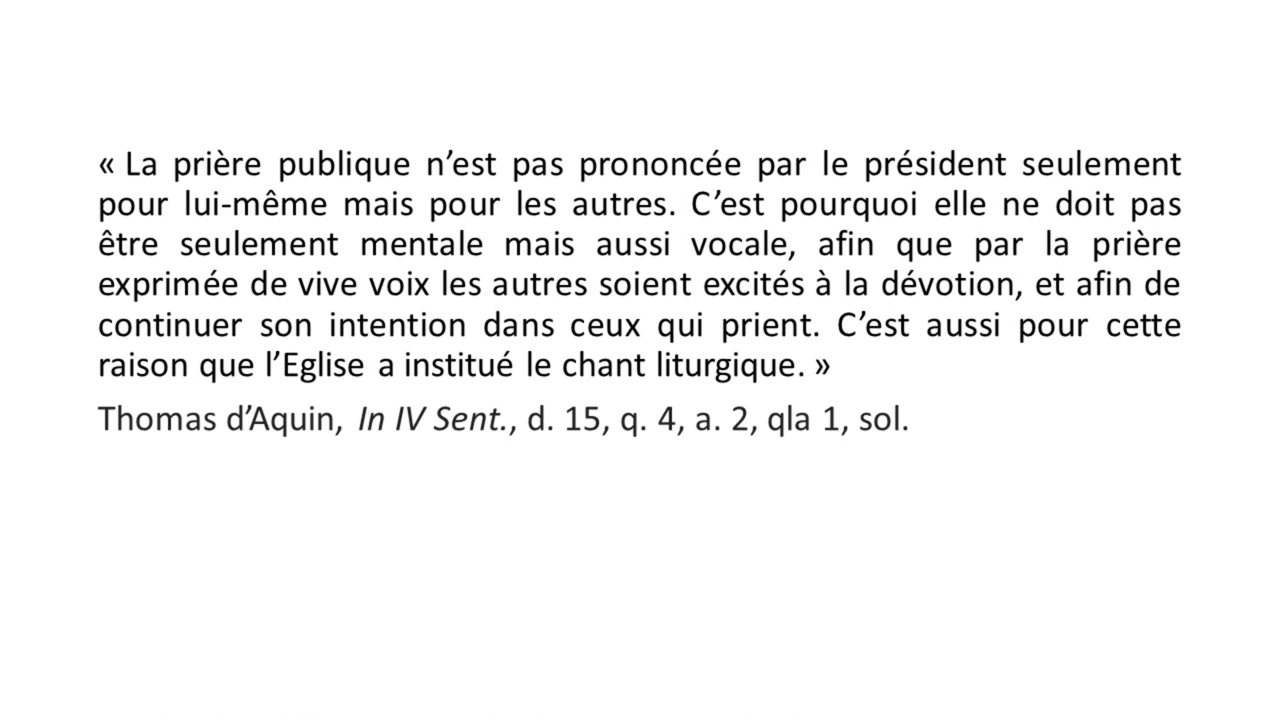 « La prière publique n’est pas prononcée par le président seulement
pour lui-même mais pour les autres. C’est pourquoi elle ne doit pas
être seulement mentale mais aussi vocale, afin que par la prière
exprimée de vive voix les autres soient excités à la dévotion, et afin de
continuer son intention dans ceux qui prient. C’est aussi pour cette
raison que l’Eglise a institué le chant liturgique. »
Thomas d’Aquin, In IV Sent., d. 15, q. 4, a. 2, qla 1, sol.